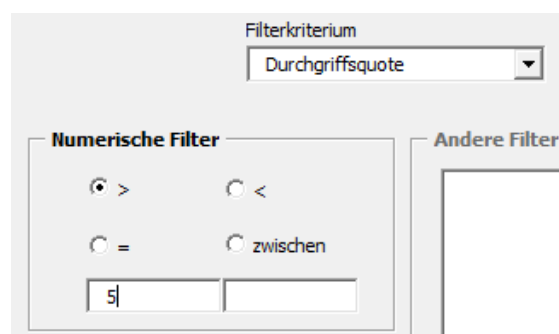 Filterkriterium
Durchgriffsquote
Numerische Filter
Andere Filter
> <
= zwischen
5